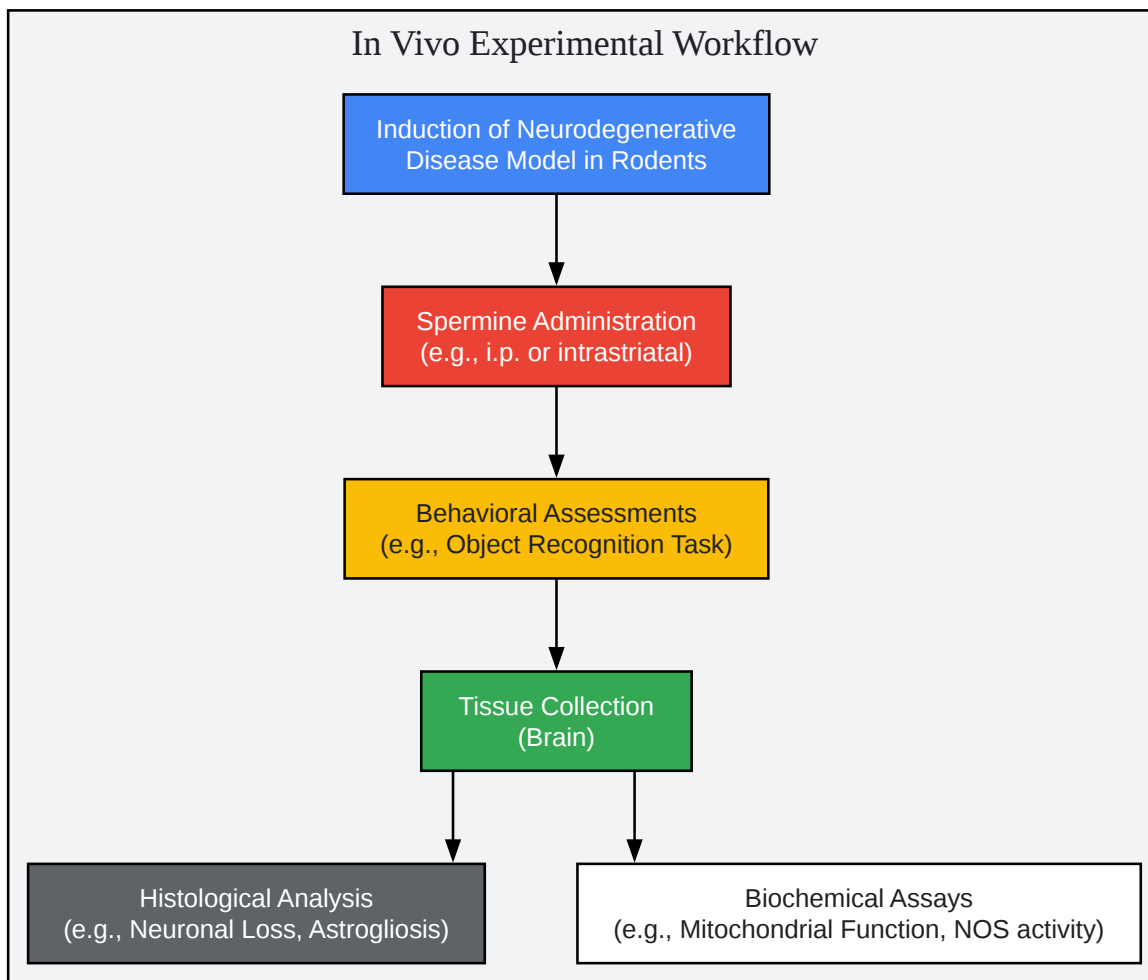 In Vivo Experimental Workflow
Induction of Neurodegenerative
Disease Model in Rodents
Spermine Administration
(e.g., i.p. or intrastriatal)
Behavioral Assessments
(e.g., Object Recognition Task)
Tissue Collection
(Brain)
Histological Analysis
(e.g., Neuronal Loss, Astrogliosis)
Biochemical Assays
(e.g., Mitochondrial Function, NOS activity)